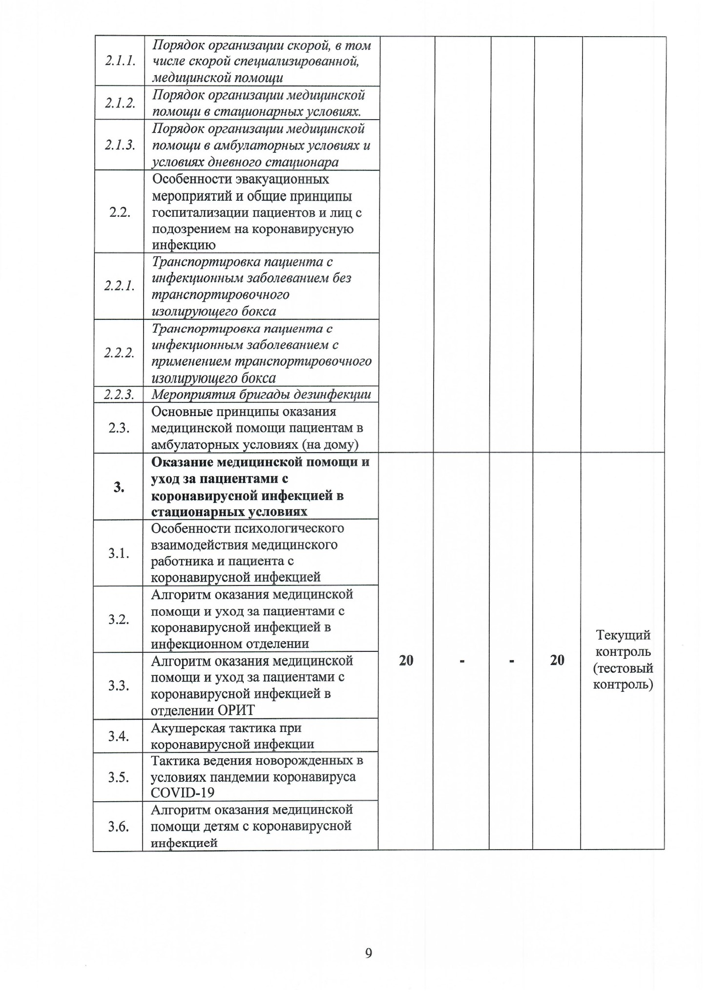 2.1.1.
Порядок организации скорой, в том
числе скорой специализированной,
медицинской помощи
2.1.2.
Порядок организации медицинской
помощи в стационарных условиях.
2.1.3.
Порядок организации медицинской
помощи в амбулаторных условиях и
условиях дневного стационара
2.2.
Особенности эвакуационных
мероприятий и общие принципы
госпитализации пациентов и лиц с
подозрением на коронавирусную
инфекцию
2.2.1.
Транспортировка пациента с
инфекционным заболеванием без
транспортировочного
изолирующего бокса
2.2.2.
Транспортировка пациента с
инфекционным заболеванием с
применением транспортировочного
изолирующего бокса
2.2.3.
Мероприятия бригады дезинфекции
2.3.
Основные принципы оказания
медицинской помощи пациентам в
амбулаторных условиях (на дому)
3.
Оказание медицинской помощи и
уход за пациентами с
коронавирусной инфекцией в
стационарных условиях
3.1.
Особенности психологического
взаимодействия медицинского
работника и пациента с
коронавирусной инфекцией
3.2.
Алгоритм оказания медицинской
помощи и уход за пациентами с
коронавирусной инфекцией в
инфекционном отделении
3.3.
Алгоритм оказания медицинской
помощи и уход за пациентами с
коронавирусной инфекцией в
отделении ОРИТ
3.4.
Акушерская тактика при
коронавирусной инфекции
3.5.
Тактика ведения новорожденных в
условиях пандемии коронавируса
COVID-19
3.6.
Алгоритм оказания медицинской
помощи детям с коронавирусной
инфекцией
20
-
-
20
Текущий
контроль
(тестовый
контроль)
9